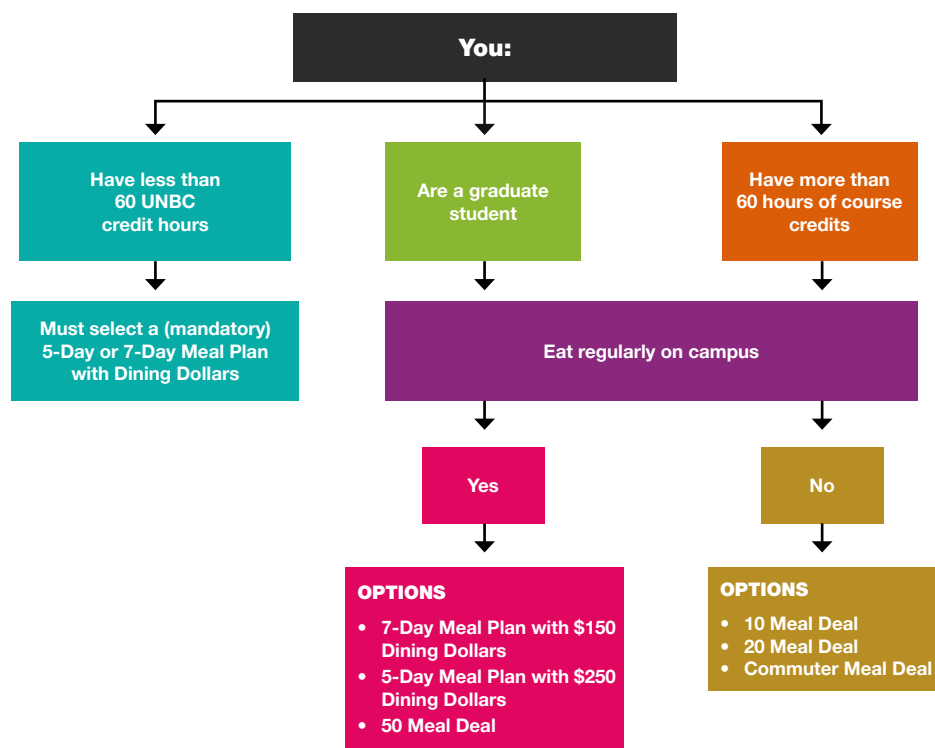 You:
Have less than
60 UNBC
credit hours
Are a graduate
student
Have more than
60 hours of course
credits
Must select a (mandatory)
5-Day or 7-Day Meal Plan
with Dining Dollars
Eat regularly on campus
Yes
No
OPTIONS
• 7-Day Meal Plan with $150
Dining Dollars
• 5-Day Meal Plan with $250
Dining Dollars
• 50 Meal Deal
OPTIONS
• 10 Meal Deal
• 20 Meal Deal
• Commuter Meal Deal